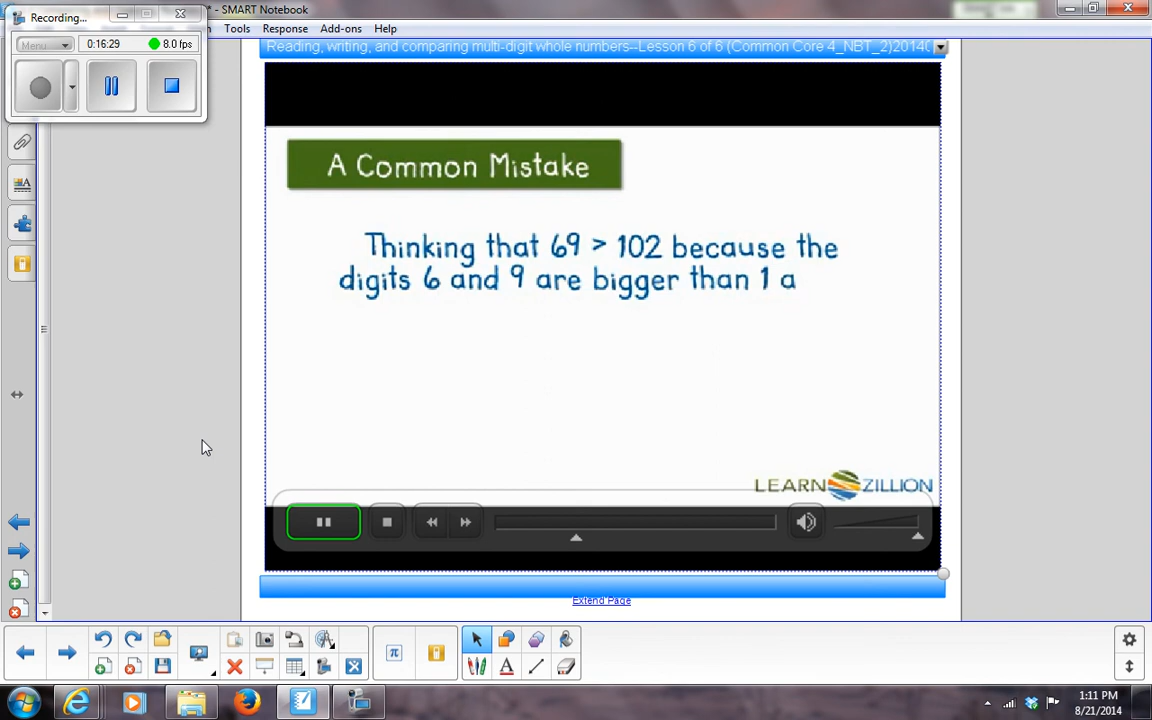 Recording...
* - SMART Notebook
Menu
0:16:29
8.0 fps
Tools Response Add-ons Help
Reading, writing, and comparing multi-digit whole numbers--Lesson 6 of 6 (Common Core 4_NBT_2)2014
A Common Mistake
Thinking that 69 > 102 because the
digits 6 and 9 are bigger than 1 a
LEARN ZILLION
Extend Page
π
A
1:11 PM
8/21/2014